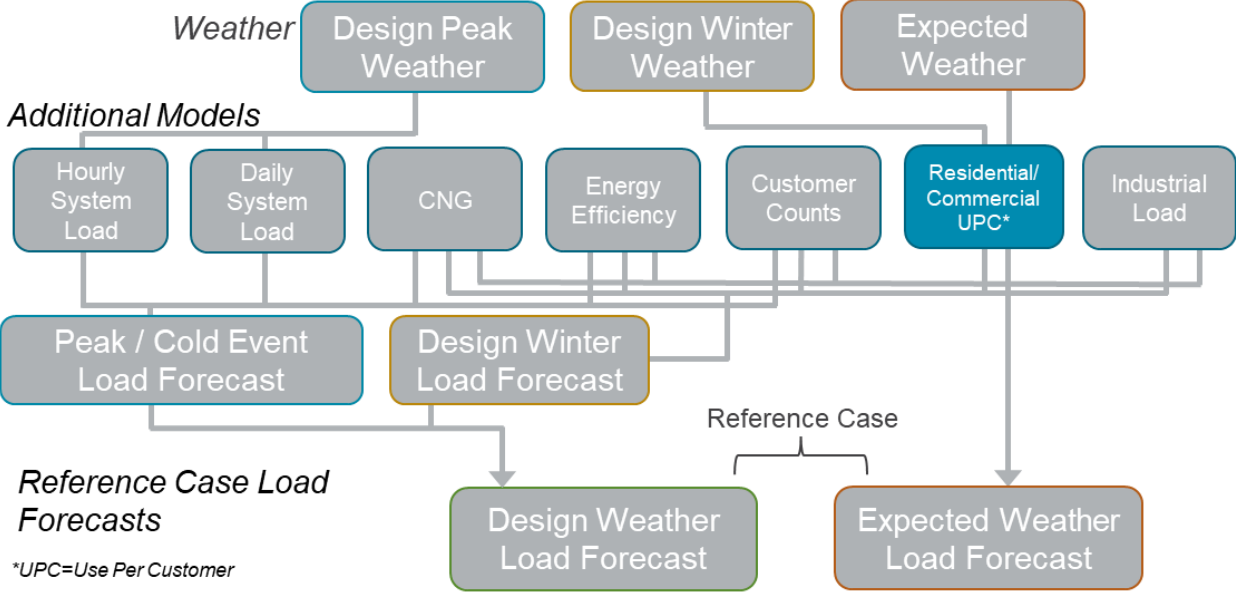 Weather
Design Peak
Weather
Design Winter
Weather
Expected
Weather
Additional Models
Hourly
System
Load
Daily
System
Load
CNG
Energy
Efficiency
Customer
Counts
Residential/
Commercial
UPC*
Industrial
Load
Peak / Cold Event
Load Forecast
Design Winter
Load Forecast
Reference Case
Reference Case Load
Forecasts
Design Weather
Load Forecast
Expected Weather
Load Forecast
*UPC=Use Per Customer